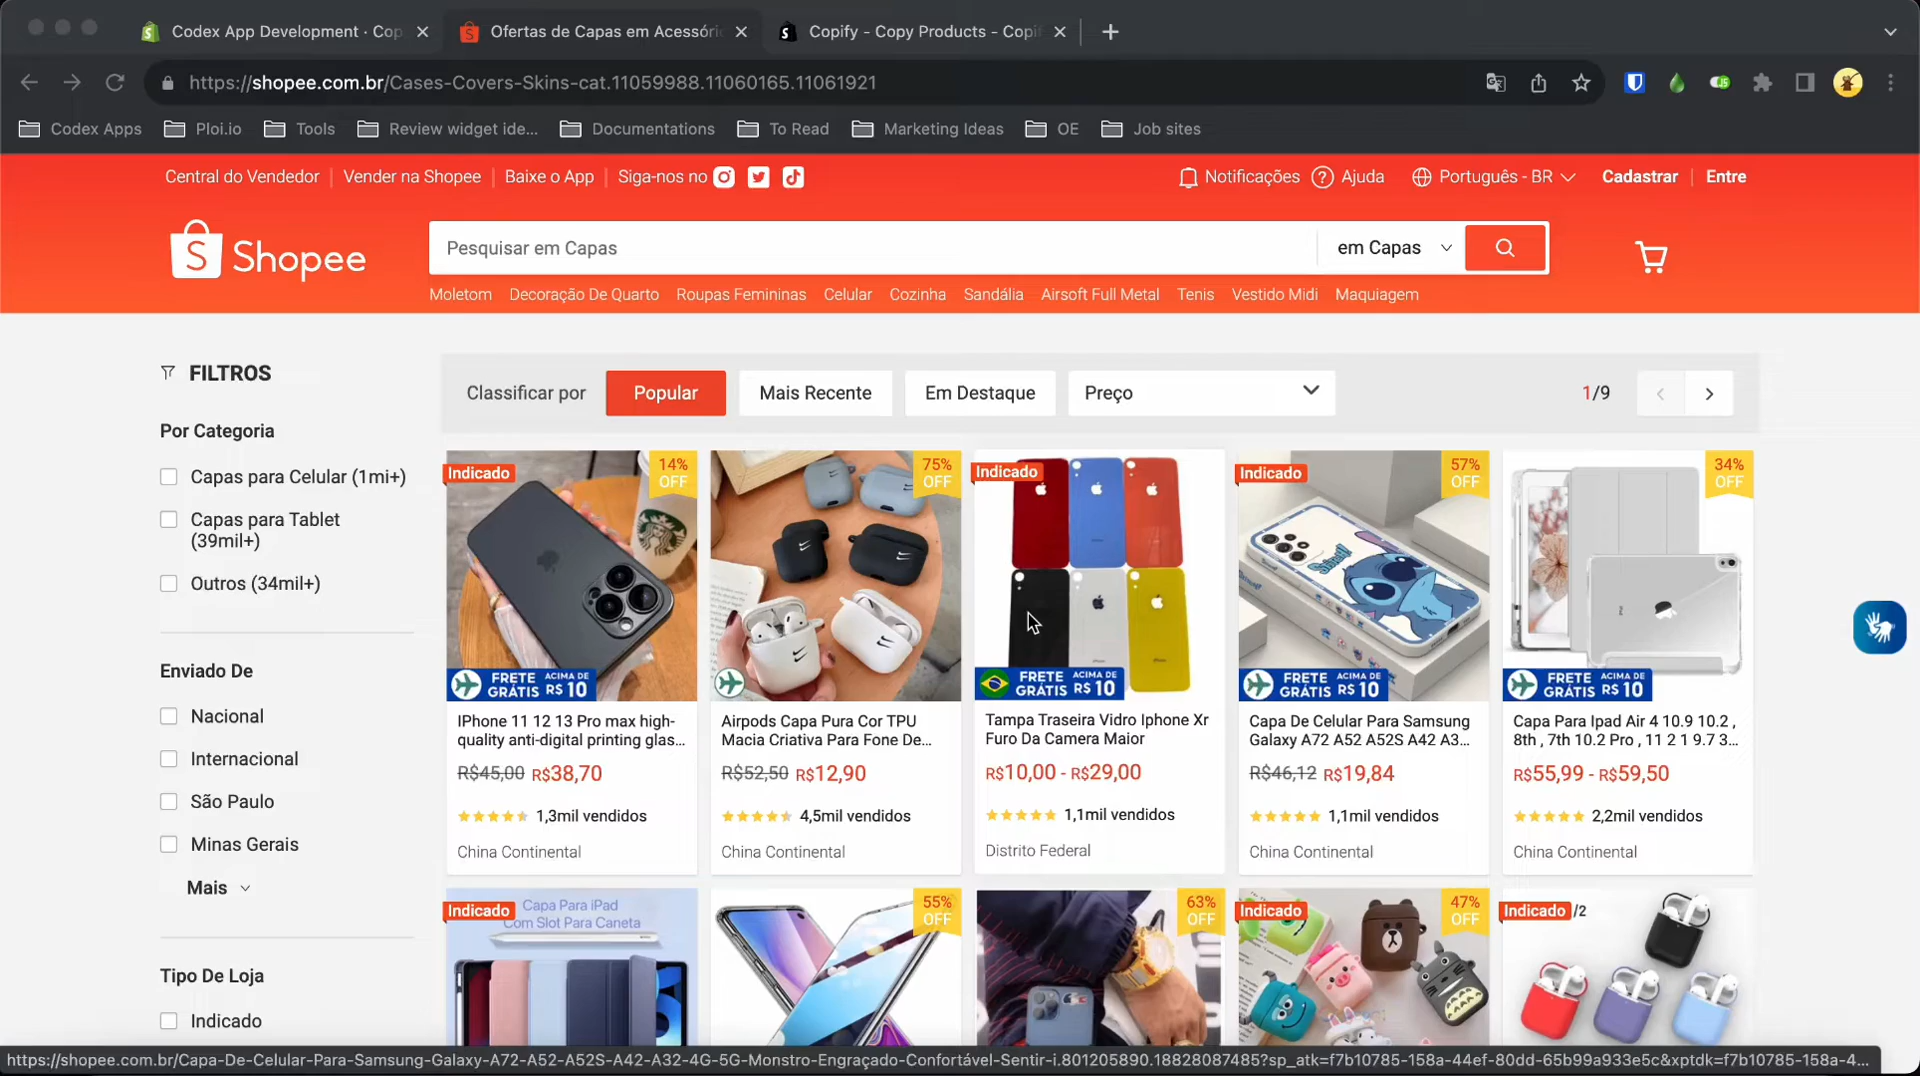 Codex App Development · Cop
Ofertas de Capas em Acessóri
Copify - Copy Products - Copif
https://shopee.com.br/Cases-Covers-Skins-cat.11059988.11060165.11061921
Codex Apps
Ploi.io
Tools
Review widget ide...
Documentations
To Read
Marketing Ideas
OE
Job sites
Central do Vendedor
Vender na Shopee
Baixe o App
Siga-nos no
Notificações
Ajuda
Português - BR
Cadastrar
Entre
Shopee
Pesquisar em Capas
em Capas
Moletom
Decoração De Quarto
Roupas Femininas
Celular
Cozinha
Sandália
Airsoft Full Metal
Tenis
Vestido Midi
Maquiagem
FILTROS
Por Categoria
Capas para Celular (1mi+)
Capas para Tablet
(39mil+)
Outros (34mil+)
Enviado De
Nacional
Internacional
São Paulo
Minas Gerais
Mais
Tipo De Loja
Indicado
Classificar por
Popular
Mais Recente
Em Destaque
Preço
1/9
Indicado
14%
OFF
FRETE
GRÁTIS
ACIMA DE
R$ 10
IPhone 11 12 13 Pro max high-
quality anti-digital printing glas...
R$45,00 R$38,70
1,3mil vendidos
China Continental
75%
OFF
Airpods Capa Pura Cor TPU
Macia Criativa Para Fone De...
R$52,50 R$12,90
4,5mil vendidos
China Continental
Indicado
FRETE
GRÁTIS
ACIMA DE
R$ 10
Tampa Traseira Vidro Iphone Xr
Furo Da Camera Maior
R$10,00 - R$29,00
1,1mil vendidos
Distrito Federal
Indicado
57%
OFF
FRETE
GRÁTIS
ACIMA DE
R$ 10
Capa De Celular Para Samsung
Galaxy A72 A52 A52S A42 A3...
R$46,12 R$19,84
1,1mil vendidos
China Continental
34%
OFF
FRETE
GRÁTIS
ACIMA DE
R$ 10
Capa Para Ipad Air 4 10.9 10.2 ,
8th , 7th 10.2 Pro , 11 2 1 9.7 3...
R$55,99 - R$59,50
2,2mil vendidos
China Continental
Indicado
Capa Para iPad
Com Slot Para Caneta
55%
OFF
63%
OFF
Indicado
47%
OFF
Indicado
/2
https://shopee.com.br/Capa-De-Celular-Para-Samsung-Galaxy-A72-A52-A52S-A42-A32-4G-5G-Monstro-Engraçado-Confortável-Sentir-i.801205890.18828087485?sp_atk=f7b10785-158a-44ef-80dd-65b99a933e5c&xptdk=f7b10785-158a-4...